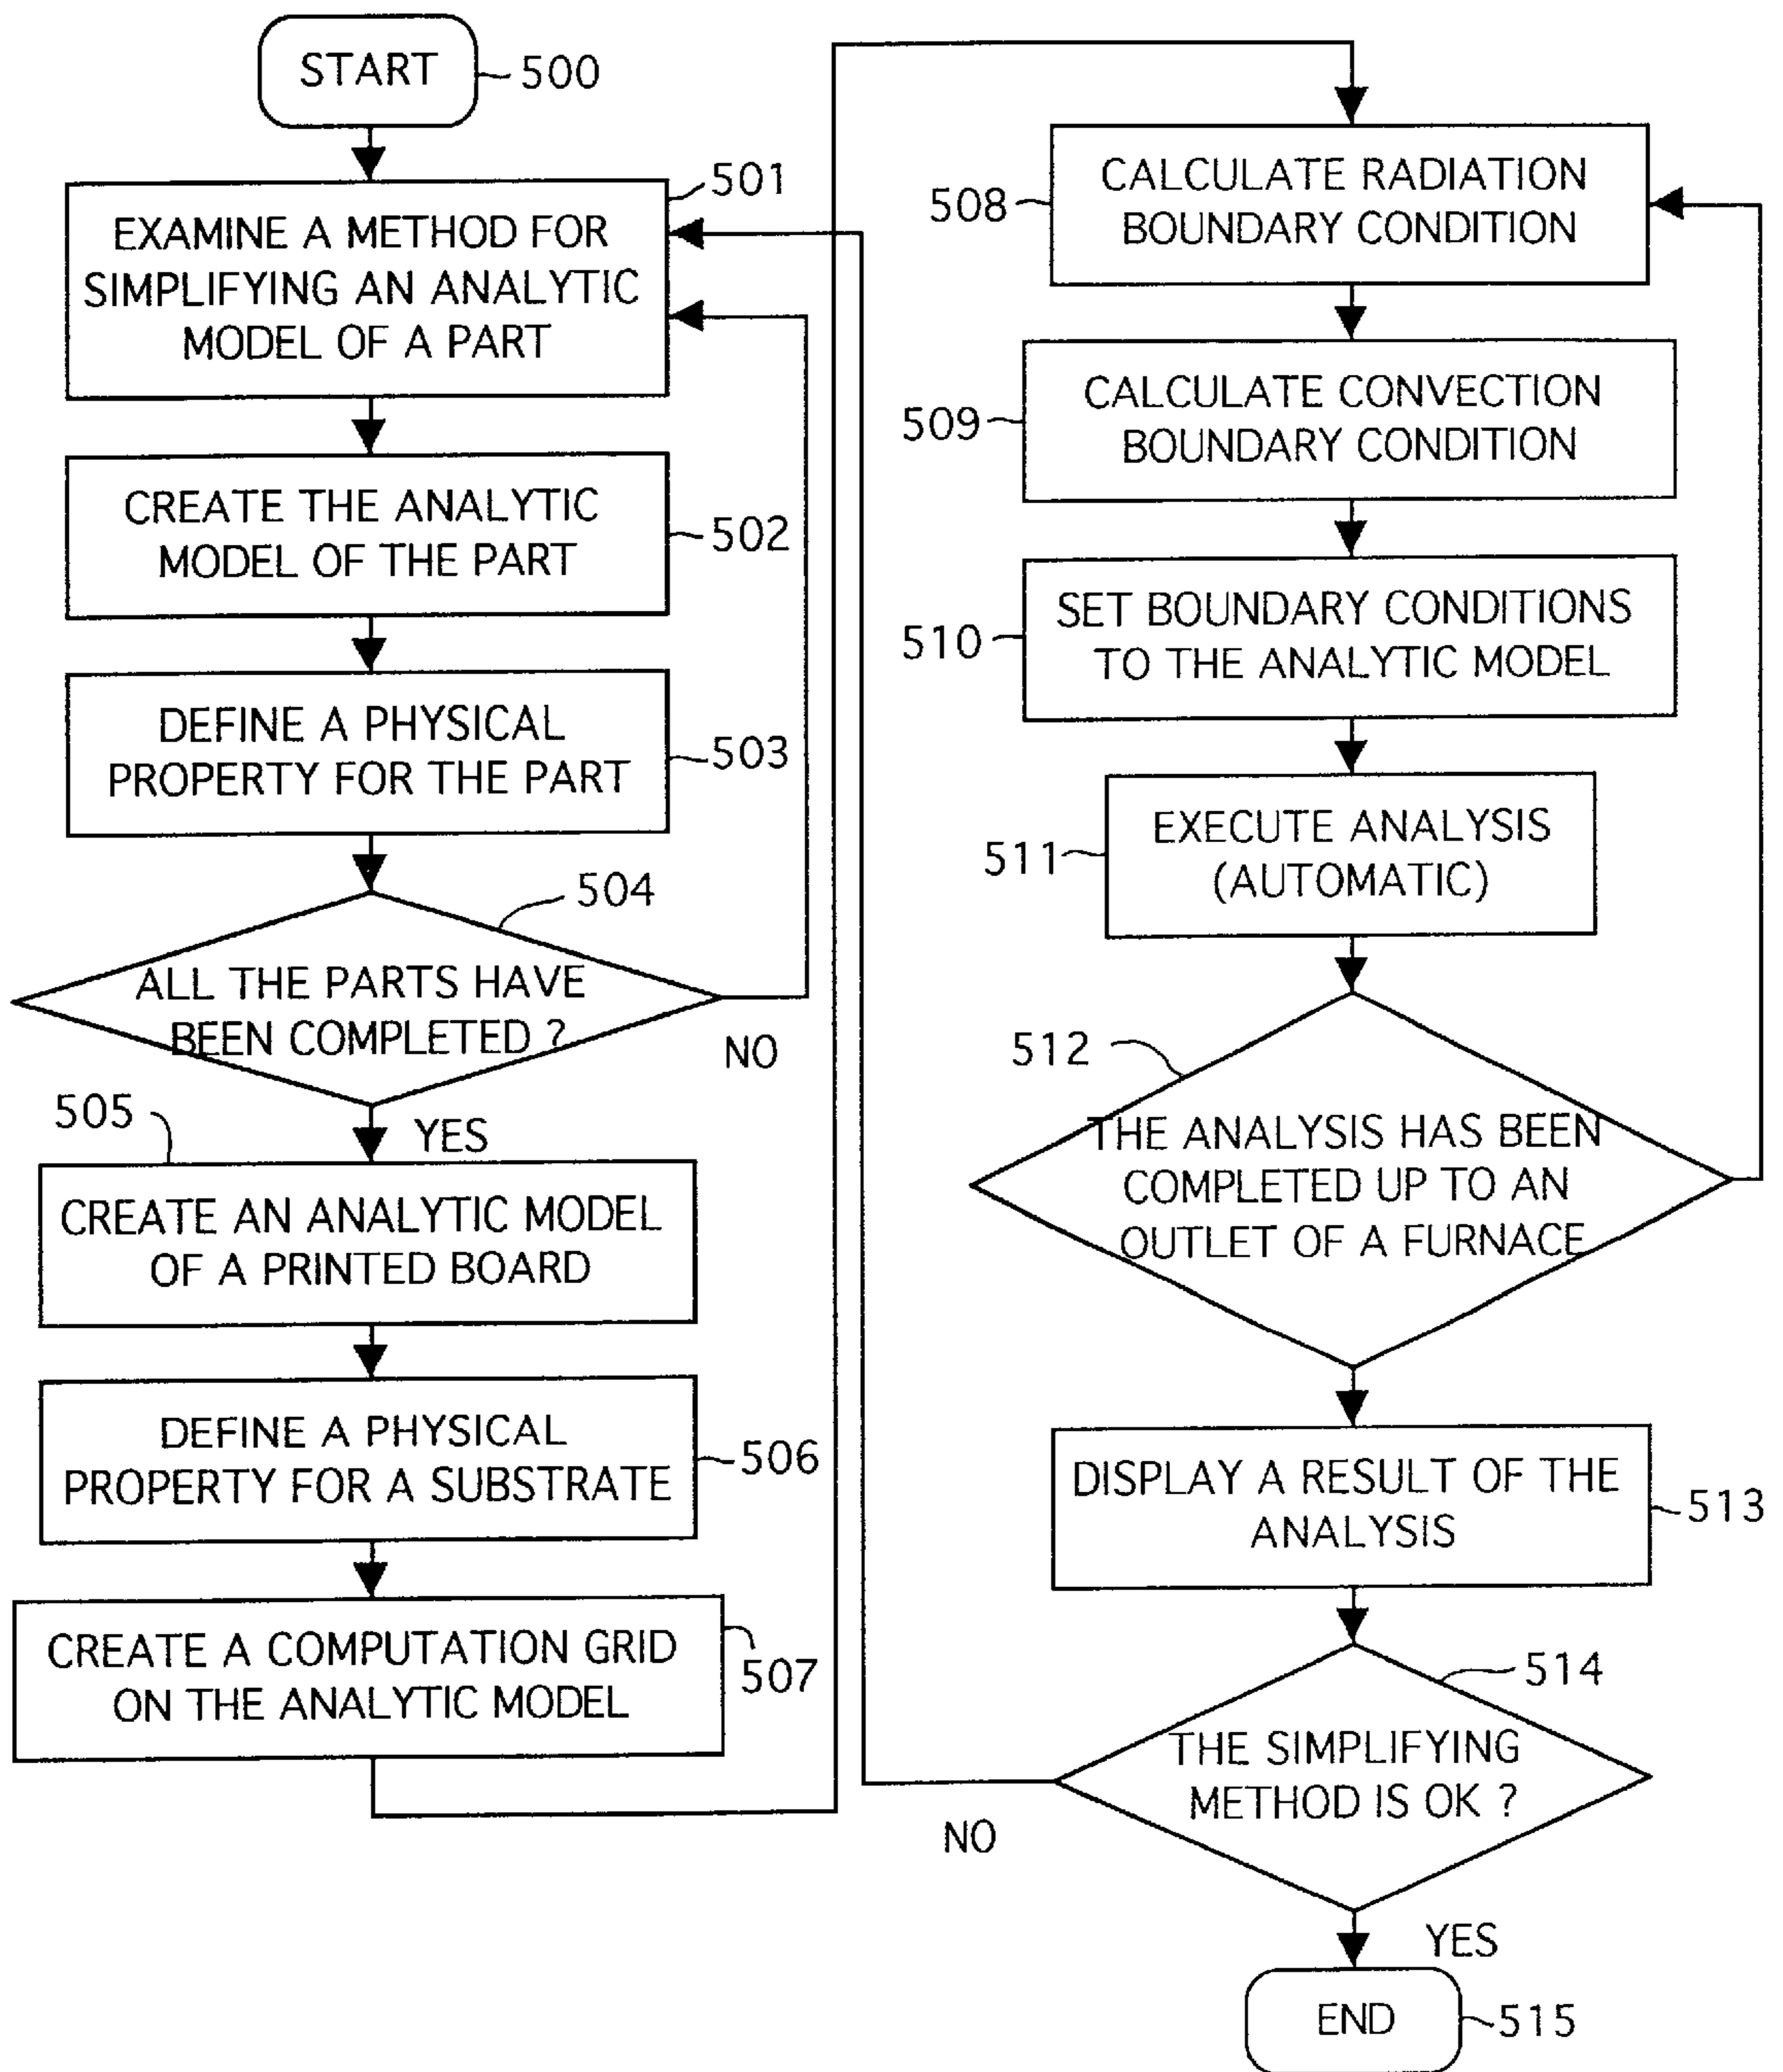 START
500
501
EXAMINE A METHOD FOR
SIMPLIFYING AN ANALYTIC
MODEL OF A PART
CREATE THE ANALYTIC
MODEL OF THE PART
502
DEFINE A PHYSICAL
PROPERTY FOR THE PART
503
504
ALL THE PARTS HAVE
BEEN COMPLETED ?
NO
YES
505
CREATE AN ANALYTIC MODEL
OF A PRINTED BOARD
DEFINE A PHYSICAL
PROPERTY FOR A SUBSTRATE
506
CREATE A COMPUTATION GRID
ON THE ANALYTIC MODEL
507
CALCULATE RADIATION
BOUNDARY CONDITION
508
CALCULATE CONVECTION
BOUNDARY CONDITION
509
SET BOUNDARY CONDITIONS
TO THE ANALYTIC MODEL
510
EXECUTE ANALYSIS
(AUTOMATIC)
511
512
THE ANALYSIS HAS BEEN
COMPLETED UP TO AN
OUTLET OF A FURNACE
DISPLAY A RESULT OF THE
ANALYSIS
513
514
THE SIMPLIFYING
METHOD IS OK ?
NO
YES
END
515